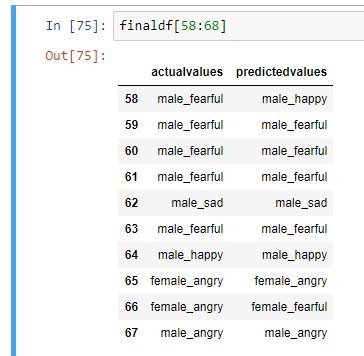 In [75]: finaldf[58:68]
Out[75]:
actualvalues predictedvalues
58 male_fearful male_happy
59 male_fearful male_fearful
60 male_fearful male_fearful
61 male_fearful male_fearful
62 male_sad male_sad
63 male_fearful male_fearful
64 male_happy male_happy
65 female_angry female_angry
66 female_angry female_fearful
67 male_angry male_angry